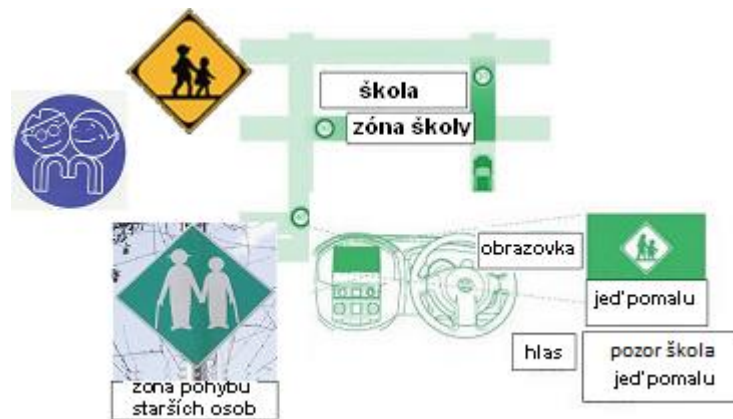 škola
zóna školy
obrazovka
jeď pomalu
hlas
pozor škola
jeď pomalu
zona pohybu
starších osob